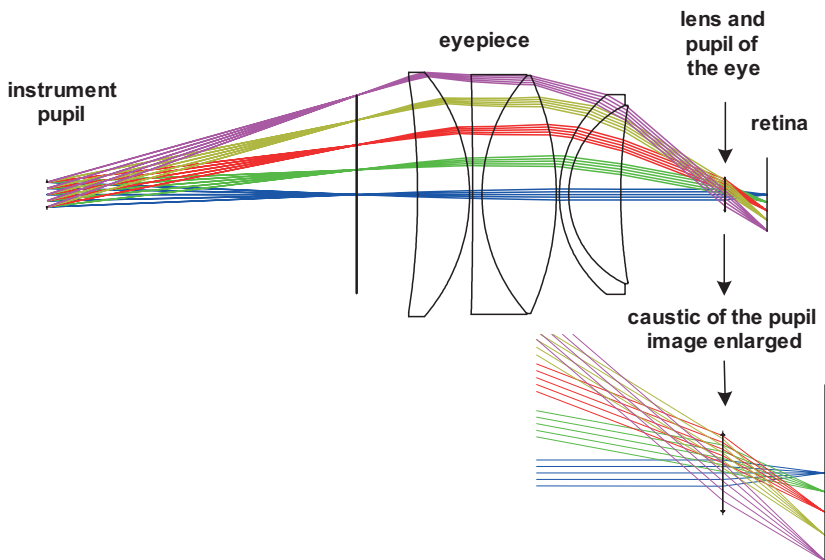 eyepiece
lens and
pupil of
the eye
instrument
pupil
retina
caustic of the pupil
image enlarged